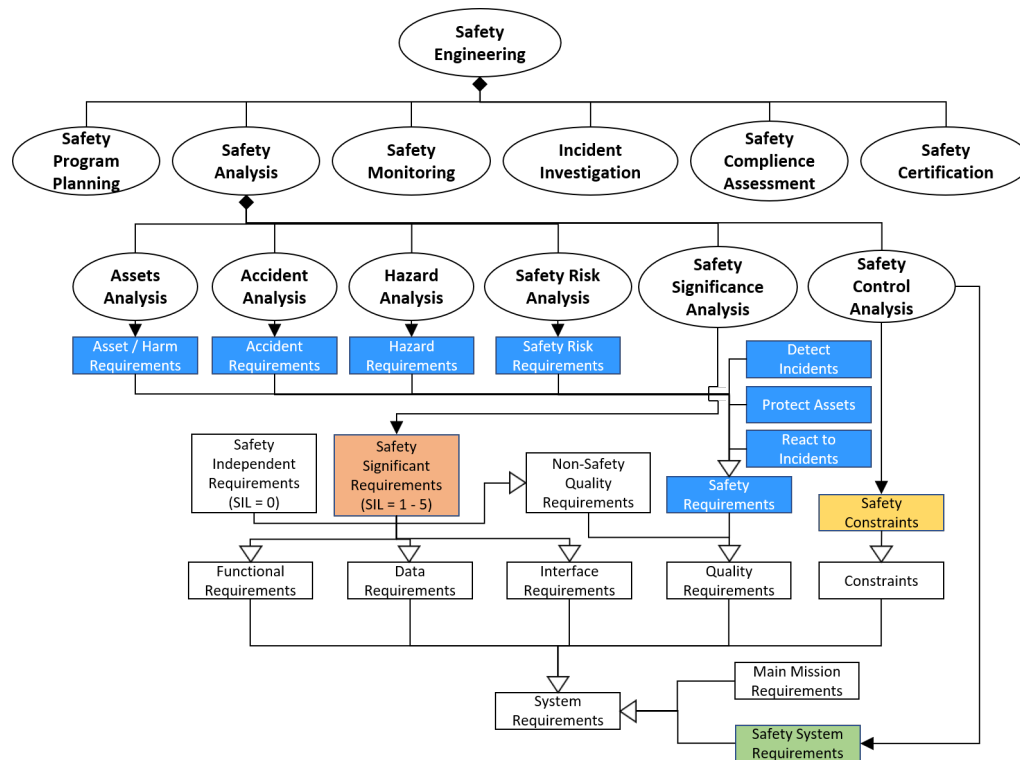 Safety
Engineering
Safety
Program
Planning
Safety
Analysis
Safety
Monitoring
Incident
Investigation
Safety
Complience
Assessment
Safety
Certification
Assets
Analysis
Accident
Analysis
Hazard
Analysis
Safety Risk
Analysis
Safety
Significance
Analysis
Safety
Control
Analysis
Asset / Harm
Requirements
Accident
Requirements
Hazard
Requirements
Safety Risk
Requirements
Detect
Incidents
Protect Assets
React to
Incidents
Safety
Independent
Requirements
(SIL = 0)
Safety
Significant
Requirements
(SIL = 1 - 5)
Non-Safety
Quality
Requirements
Safety
Requirements
Safety
Constraints
Functional
Requirements
Data
Requirements
Interface
Requirements
Quality
Requirements
Constraints
System
Requirements
Main Mission
Requirements
Safety System
Requirements